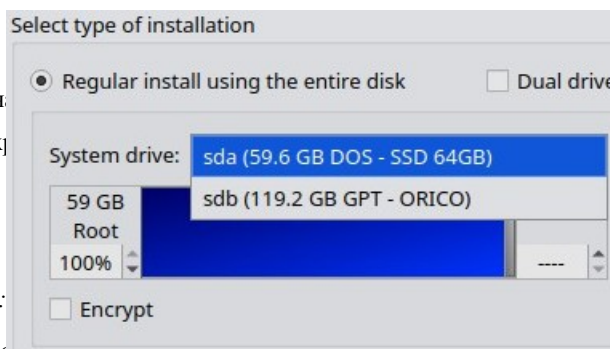 Select type of installation
Regular install using the entire disk
Dual drive
System drive:
sda (59.6 GB DOS - SSD 64GB)
sdb (119.2 GB GPT - ORICO)
59 GB
Root
100%
----
Encrypt